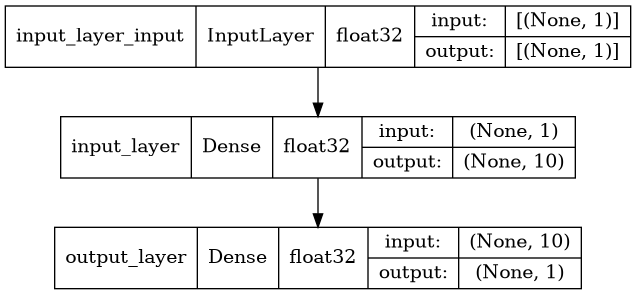 input_layer_input InputLayer float32 input: [(None, 1)]
output: [(None, 1)]
input_layer Dense float32 input: (None, 1)
output: (None, 10)
output_layer Dense float32 input: (None, 10)
output: (None, 1)